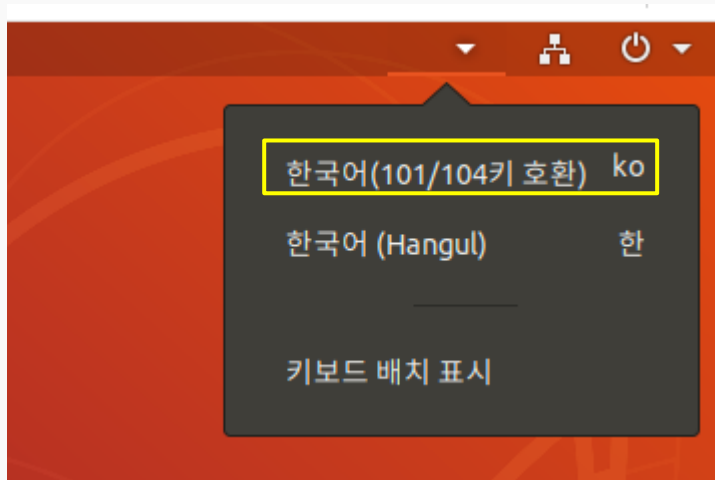 한국어(101/104키 호환) ko
한국어 (Hangul) 한
키보드 배치 표시